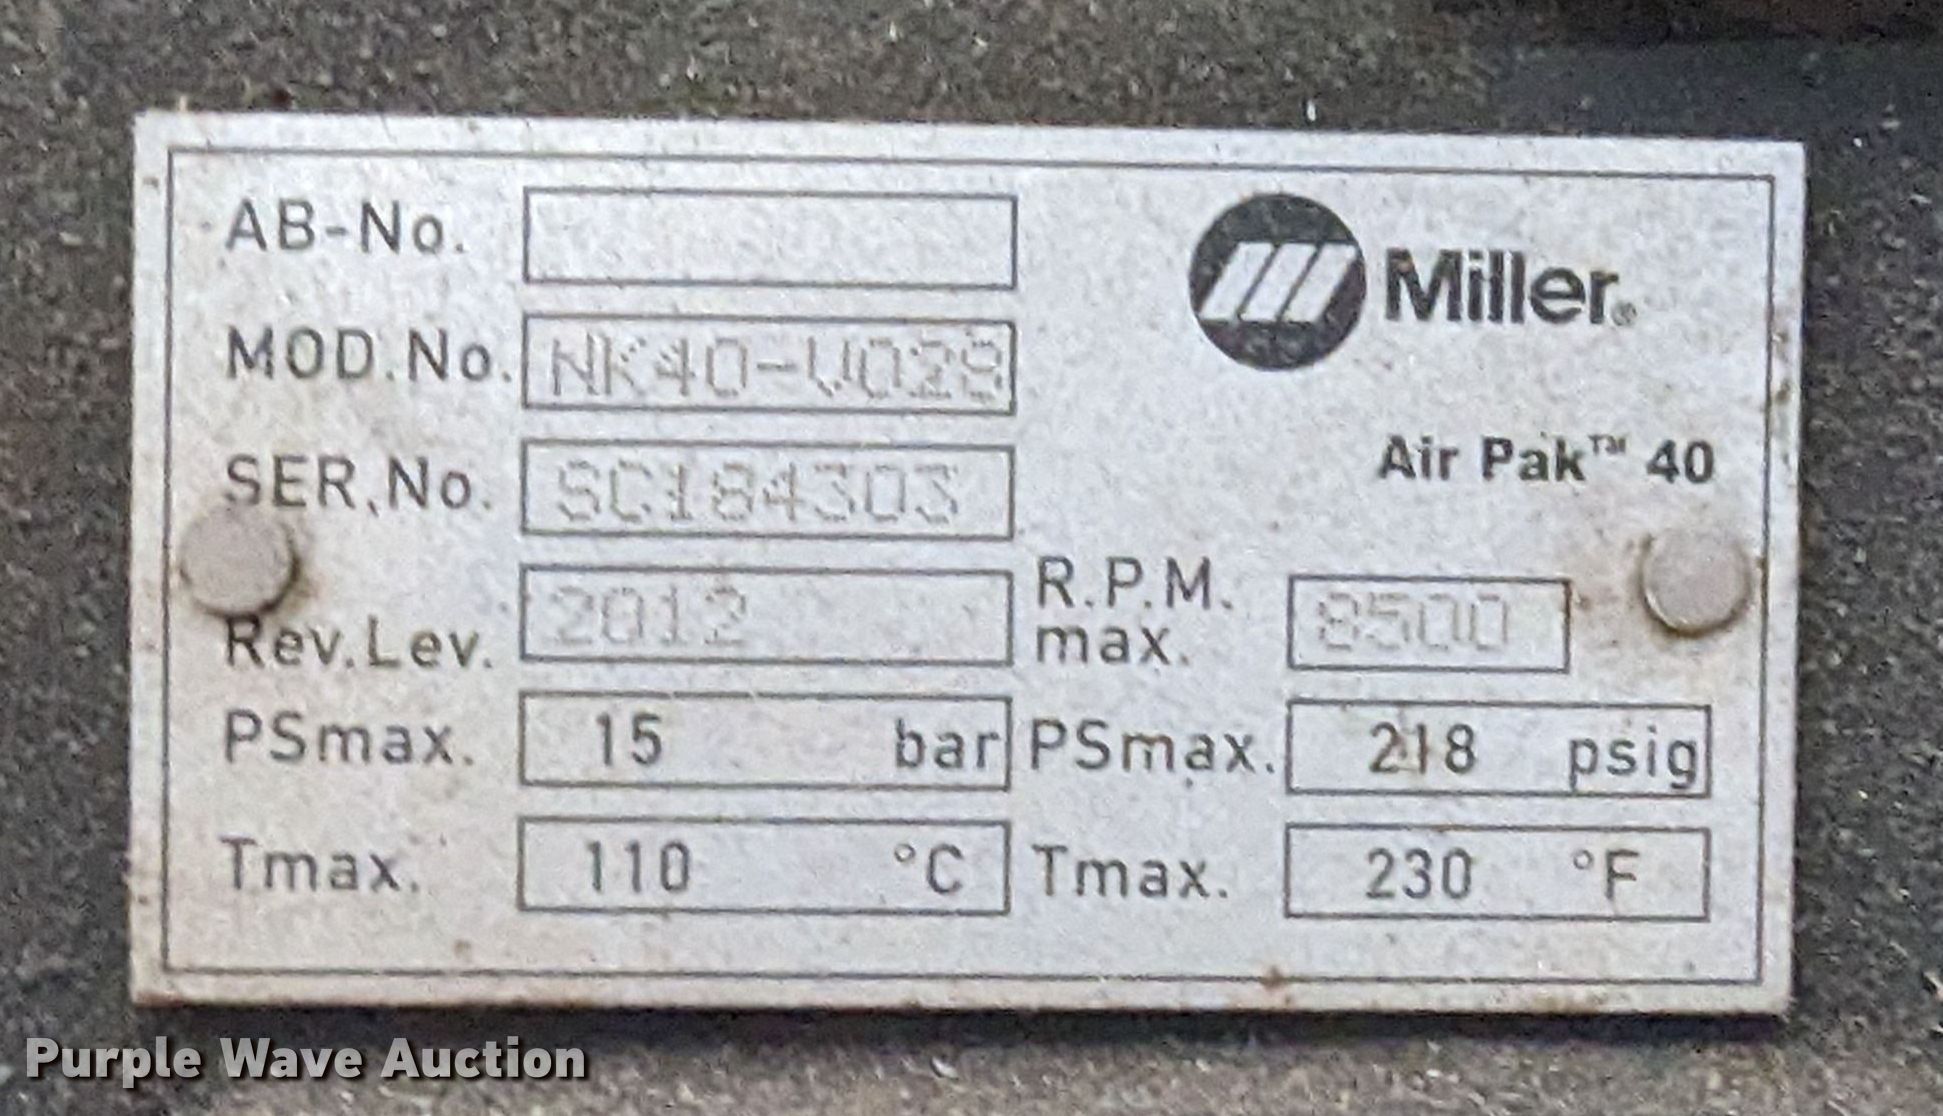 AB-No.
Miller®
MOD.No. NK40-V029
Air Pak™ 40
SER.No. SC184303
Rev.Lev. 2012 R.P.M. max. 8500
PSmax. 15 bar PSmax. 218 psig
Tmax. 110 °C Tmax. 230 °F
Purple Wave Auction